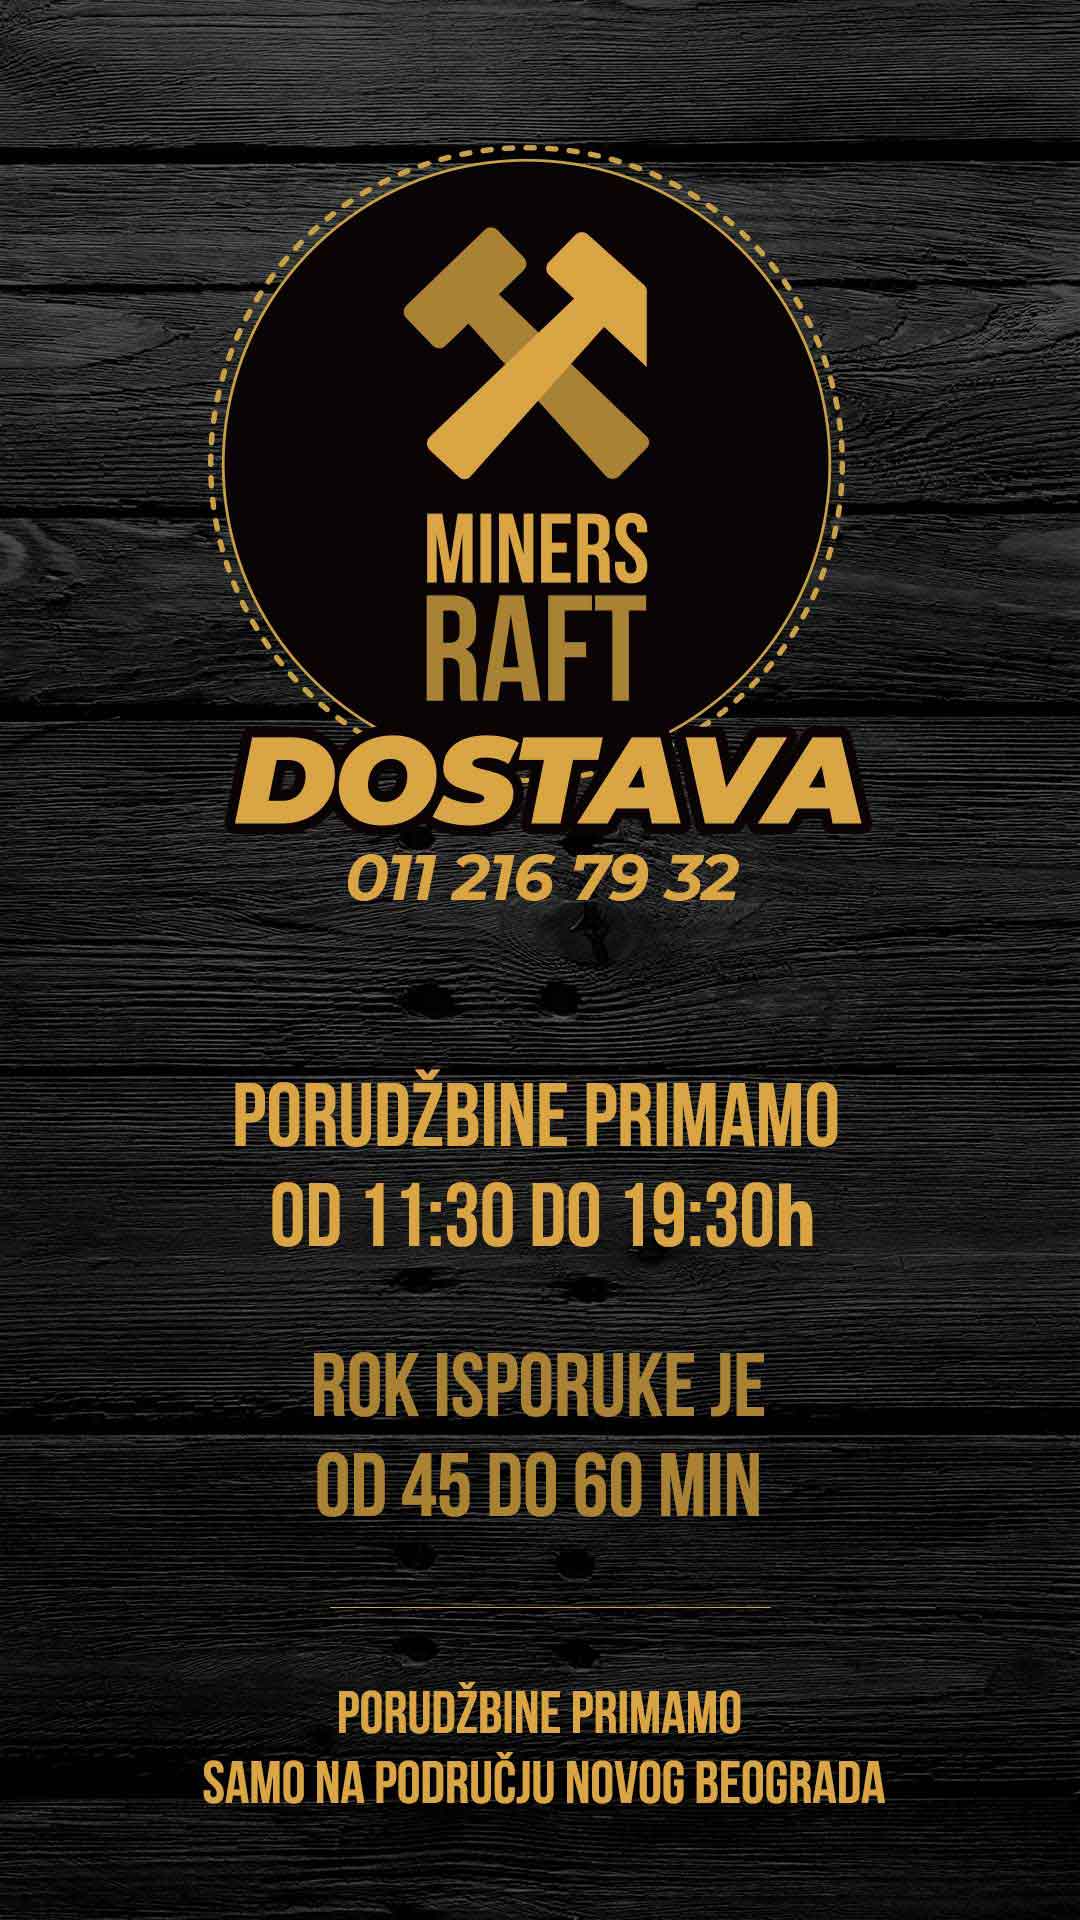 MINERS
RAFT
DOSTAVA
011 216 79 32
PORUDŽBINE PRIMAMO
OD 11:30 DO 19:30h
ROK ISPORUKE JE
OD 45 DO 60 MIN
PORUDŽBINE PRIMAMO
SAMO NA PODRUČJU NOVOG BEOGRADA